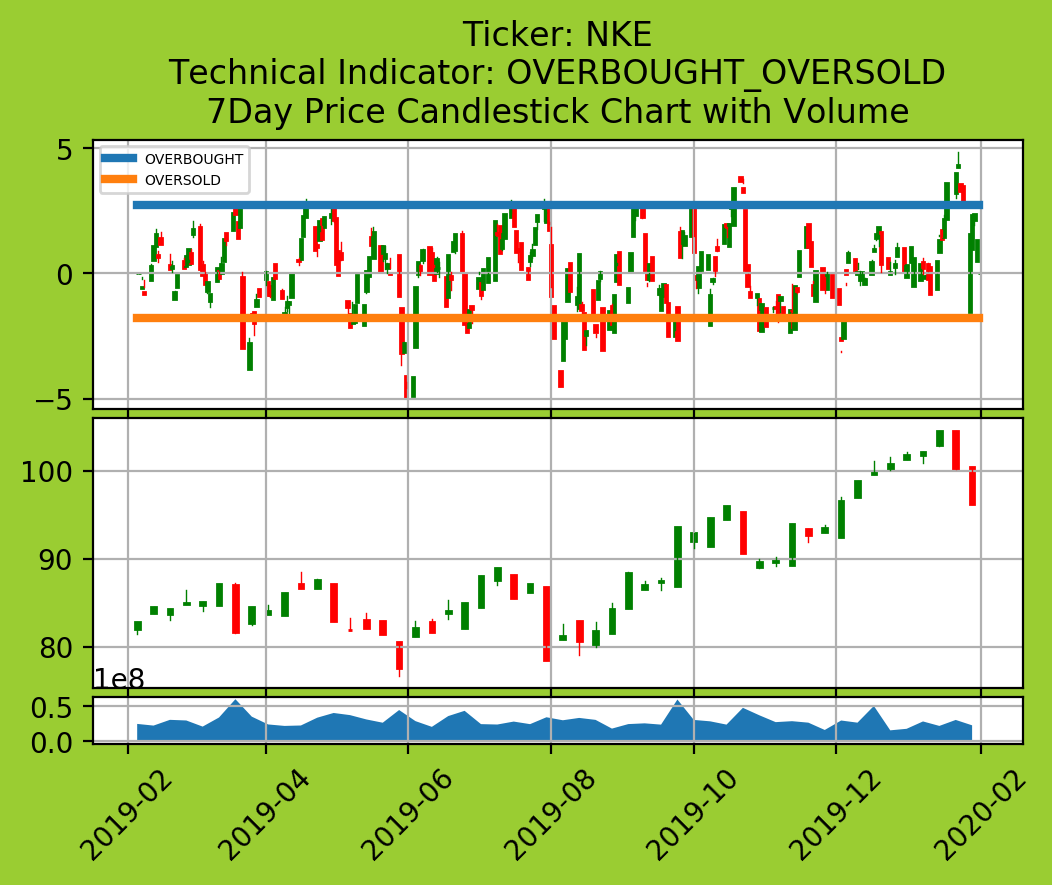 Ticker: NKE
Technical Indicator: OVERBOUGHT_OVERSOLD
7Day Price Candlestick Chart with Volume
5
OVERBOUGHT
OVERSOLD
0
−5
100
90
80
1e8
0.5
0.0
2019-02
2019-04
2019-06
2019-08
2019-10
2019-12
2020-02